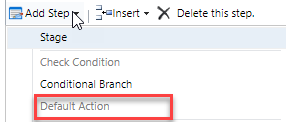 Add Step Insert Delete this step.
Stage
Check Condition
Conditional Branch
Default Action